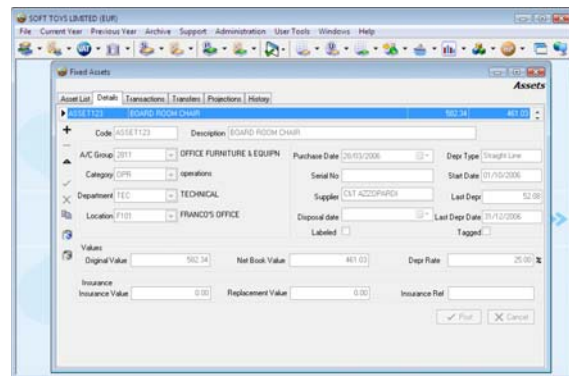 SOFT TOYS LIMITED (EUR)
File Current Year Previous Year Archive Support Administration User Tools Windows Help
Fixed Assets
Assets
Asset List Details Transactions Transfers Projections History
ASSET123 BOARD ROOM CHAIR 582.34 461.03
Code ASSET123 Description BOARD ROOM CHAIR
A/C Group 2011 OFFICE FURNITURE & EQUIPN Purchase Date 28/03/2006 Depr Type Straight Line
Category OPR operations Serial No Start Date 01/10/2006
Department TEC TECHNICAL Supplier C&T AZZOPARDI Last Depr 52.08
Location F101 FRANCO'S OFFICE Disposal date Last Depr Date 31/12/2006
Labeled Tagged
Values
Original Value 582.34 Net Book Value 461.03 Depr Rate 25.00 %
Insurance
Insurance Value 0.00 Replacement Value 0.00 Insurance Ref
Post Cancel